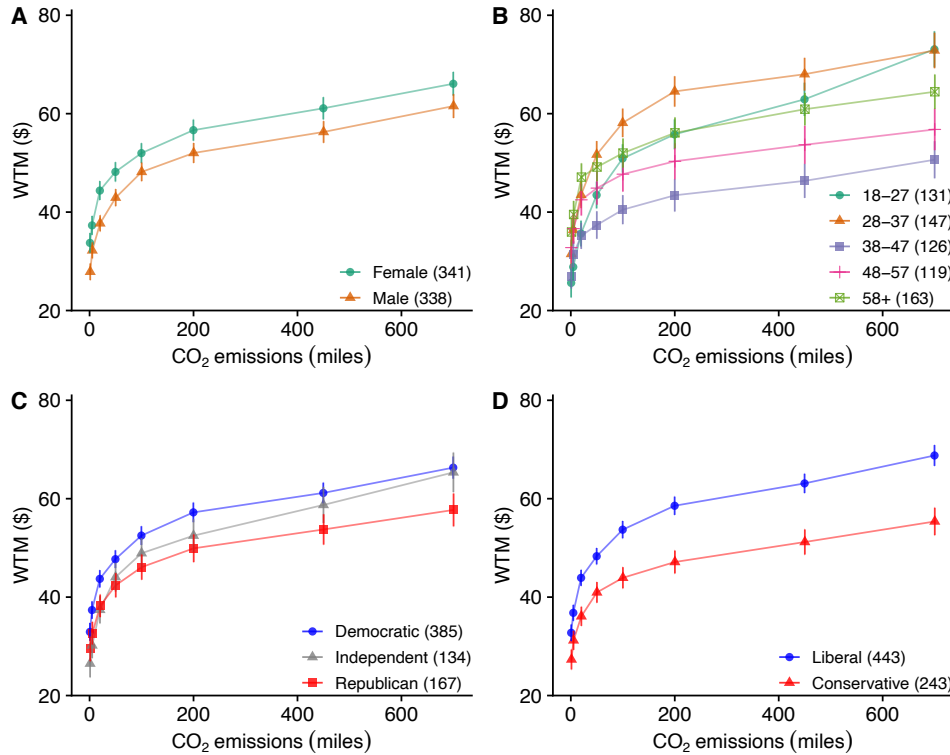 A
WTM ($)
80
60
40
20
0
200
400
600
CO₂ emissions (miles)
Female (341)
Male (338)
B
WTM ($)
80
60
40
20
0
200
400
600
CO₂ emissions (miles)
18−27 (131)
28−37 (147)
38−47 (126)
48−57 (119)
58+ (163)
C
WTM ($)
80
60
40
20
0
200
400
600
CO₂ emissions (miles)
Democratic (385)
Independent (134)
Republican (167)
D
WTM ($)
80
60
40
20
0
200
400
600
CO₂ emissions (miles)
Liberal (443)
Conservative (243)